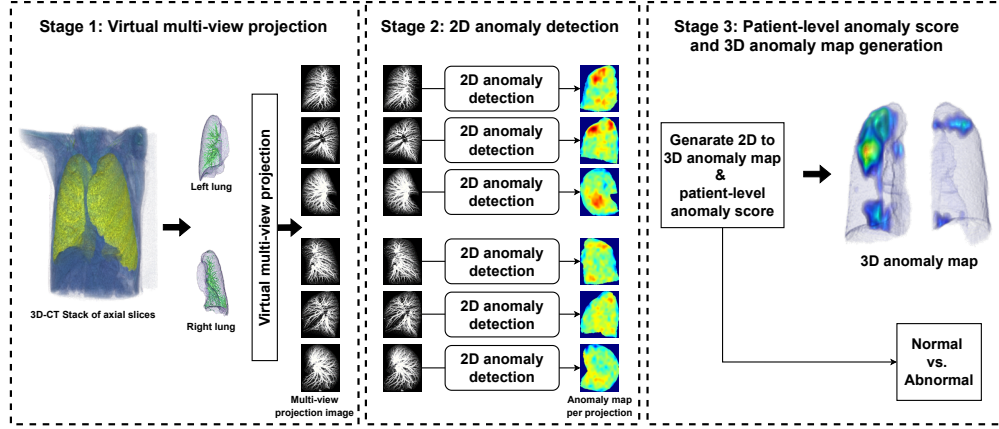 Stage 1: Virtual multi-view projection
Left lung
Right lung
3D-CT Stack of axial slices
Virtual multi-view projection
Multi-view
projection image
Stage 2: 2D anomaly detection
2D anomaly
detection
2D anomaly
detection
2D anomaly
detection
2D anomaly
detection
2D anomaly
detection
2D anomaly
detection
Anomaly map
per projection
Stage 3: Patient-level anomaly score
and 3D anomaly map generation
Genarate 2D to
3D anomaly map
&
patient-level
anomaly score
3D anomaly map
Normal
vs.
Abnormal